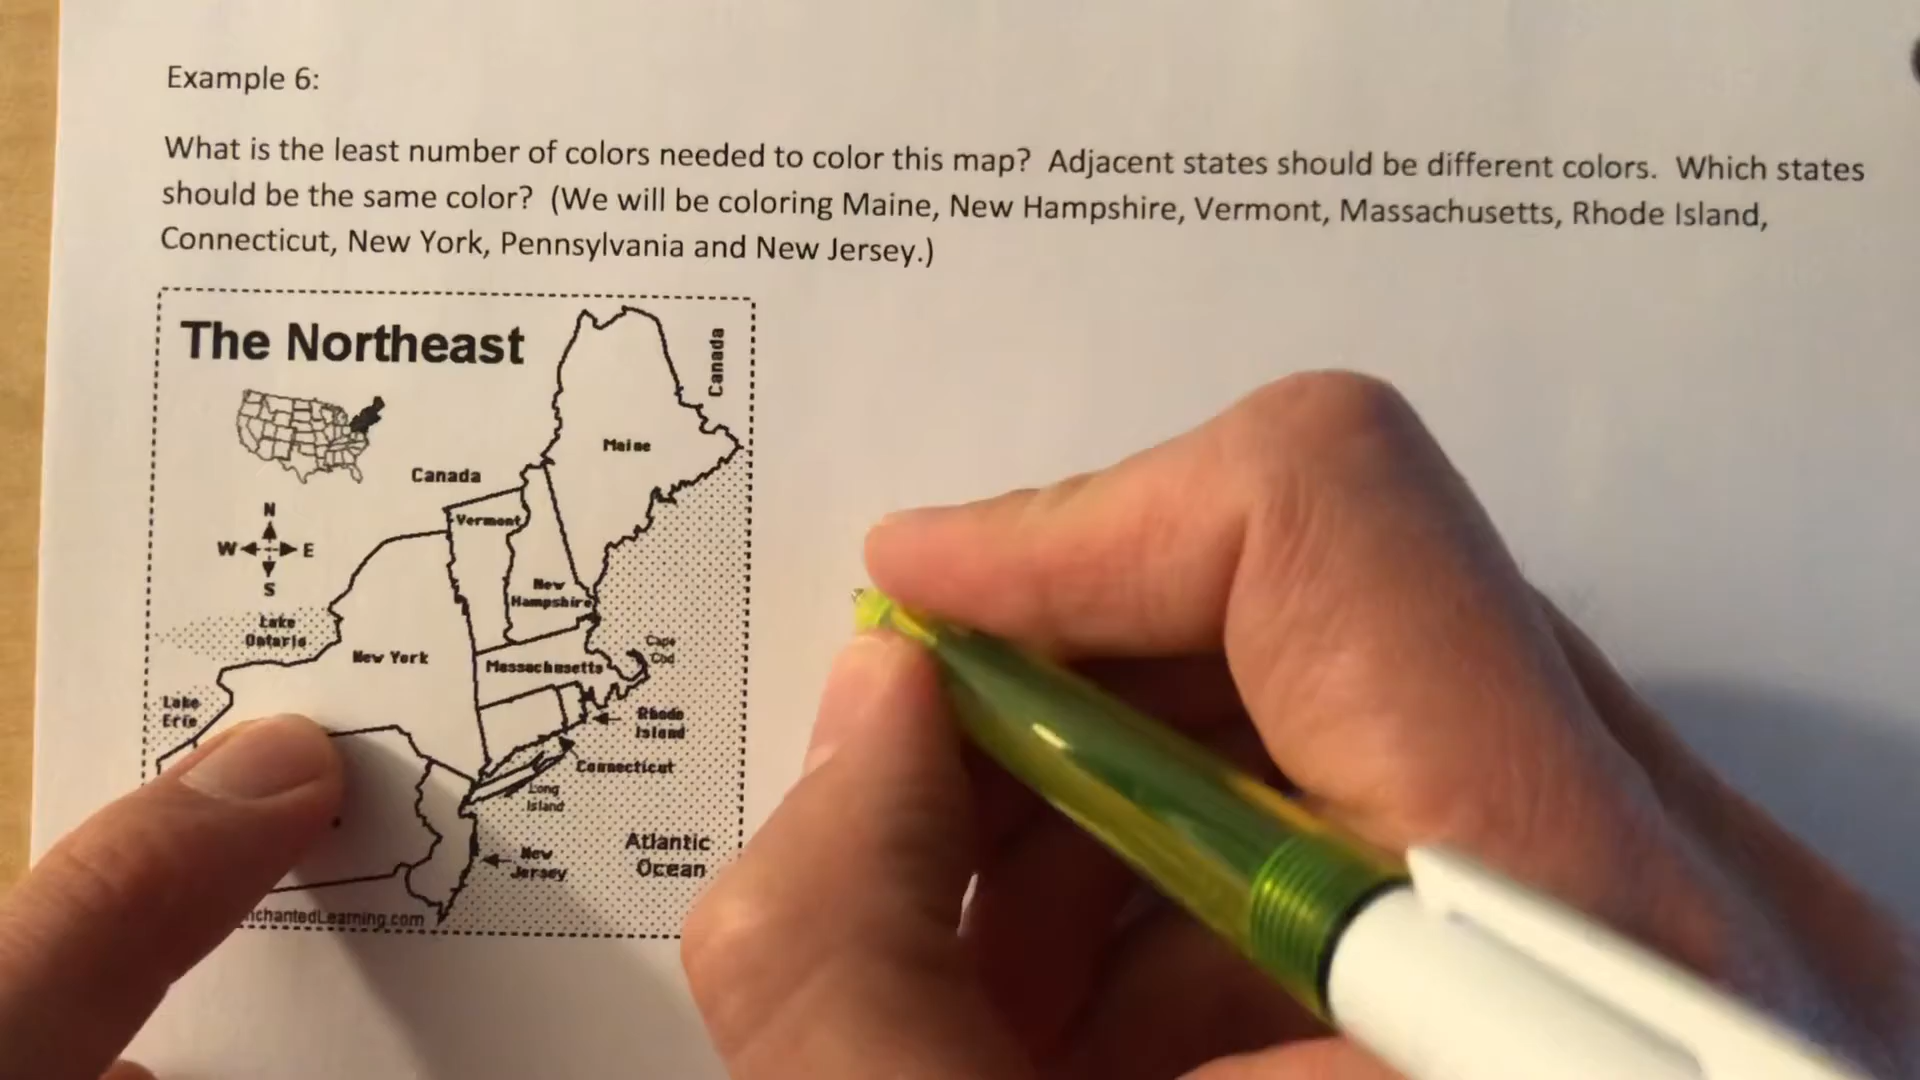 Example 6:
What is the least number of colors needed to color this map? Adjacent states should be different colors. Which states
should be the same color? (We will be coloring Maine, New Hampshire, Vermont, Massachusetts, Rhode Island,
Connecticut, New York, Pennsylvania and New Jersey.)
The Northeast
Canada
Maine
Canada
Vermont
N
W E
S
New
Hampshire
Lake
Ontario
New York
Massachusetts
Cape
Cod
Lake
Erie
Rhode
Island
Connecticut
Long
Island
New
Jersey
Atlantic
Ocean
nchantedLearning.com